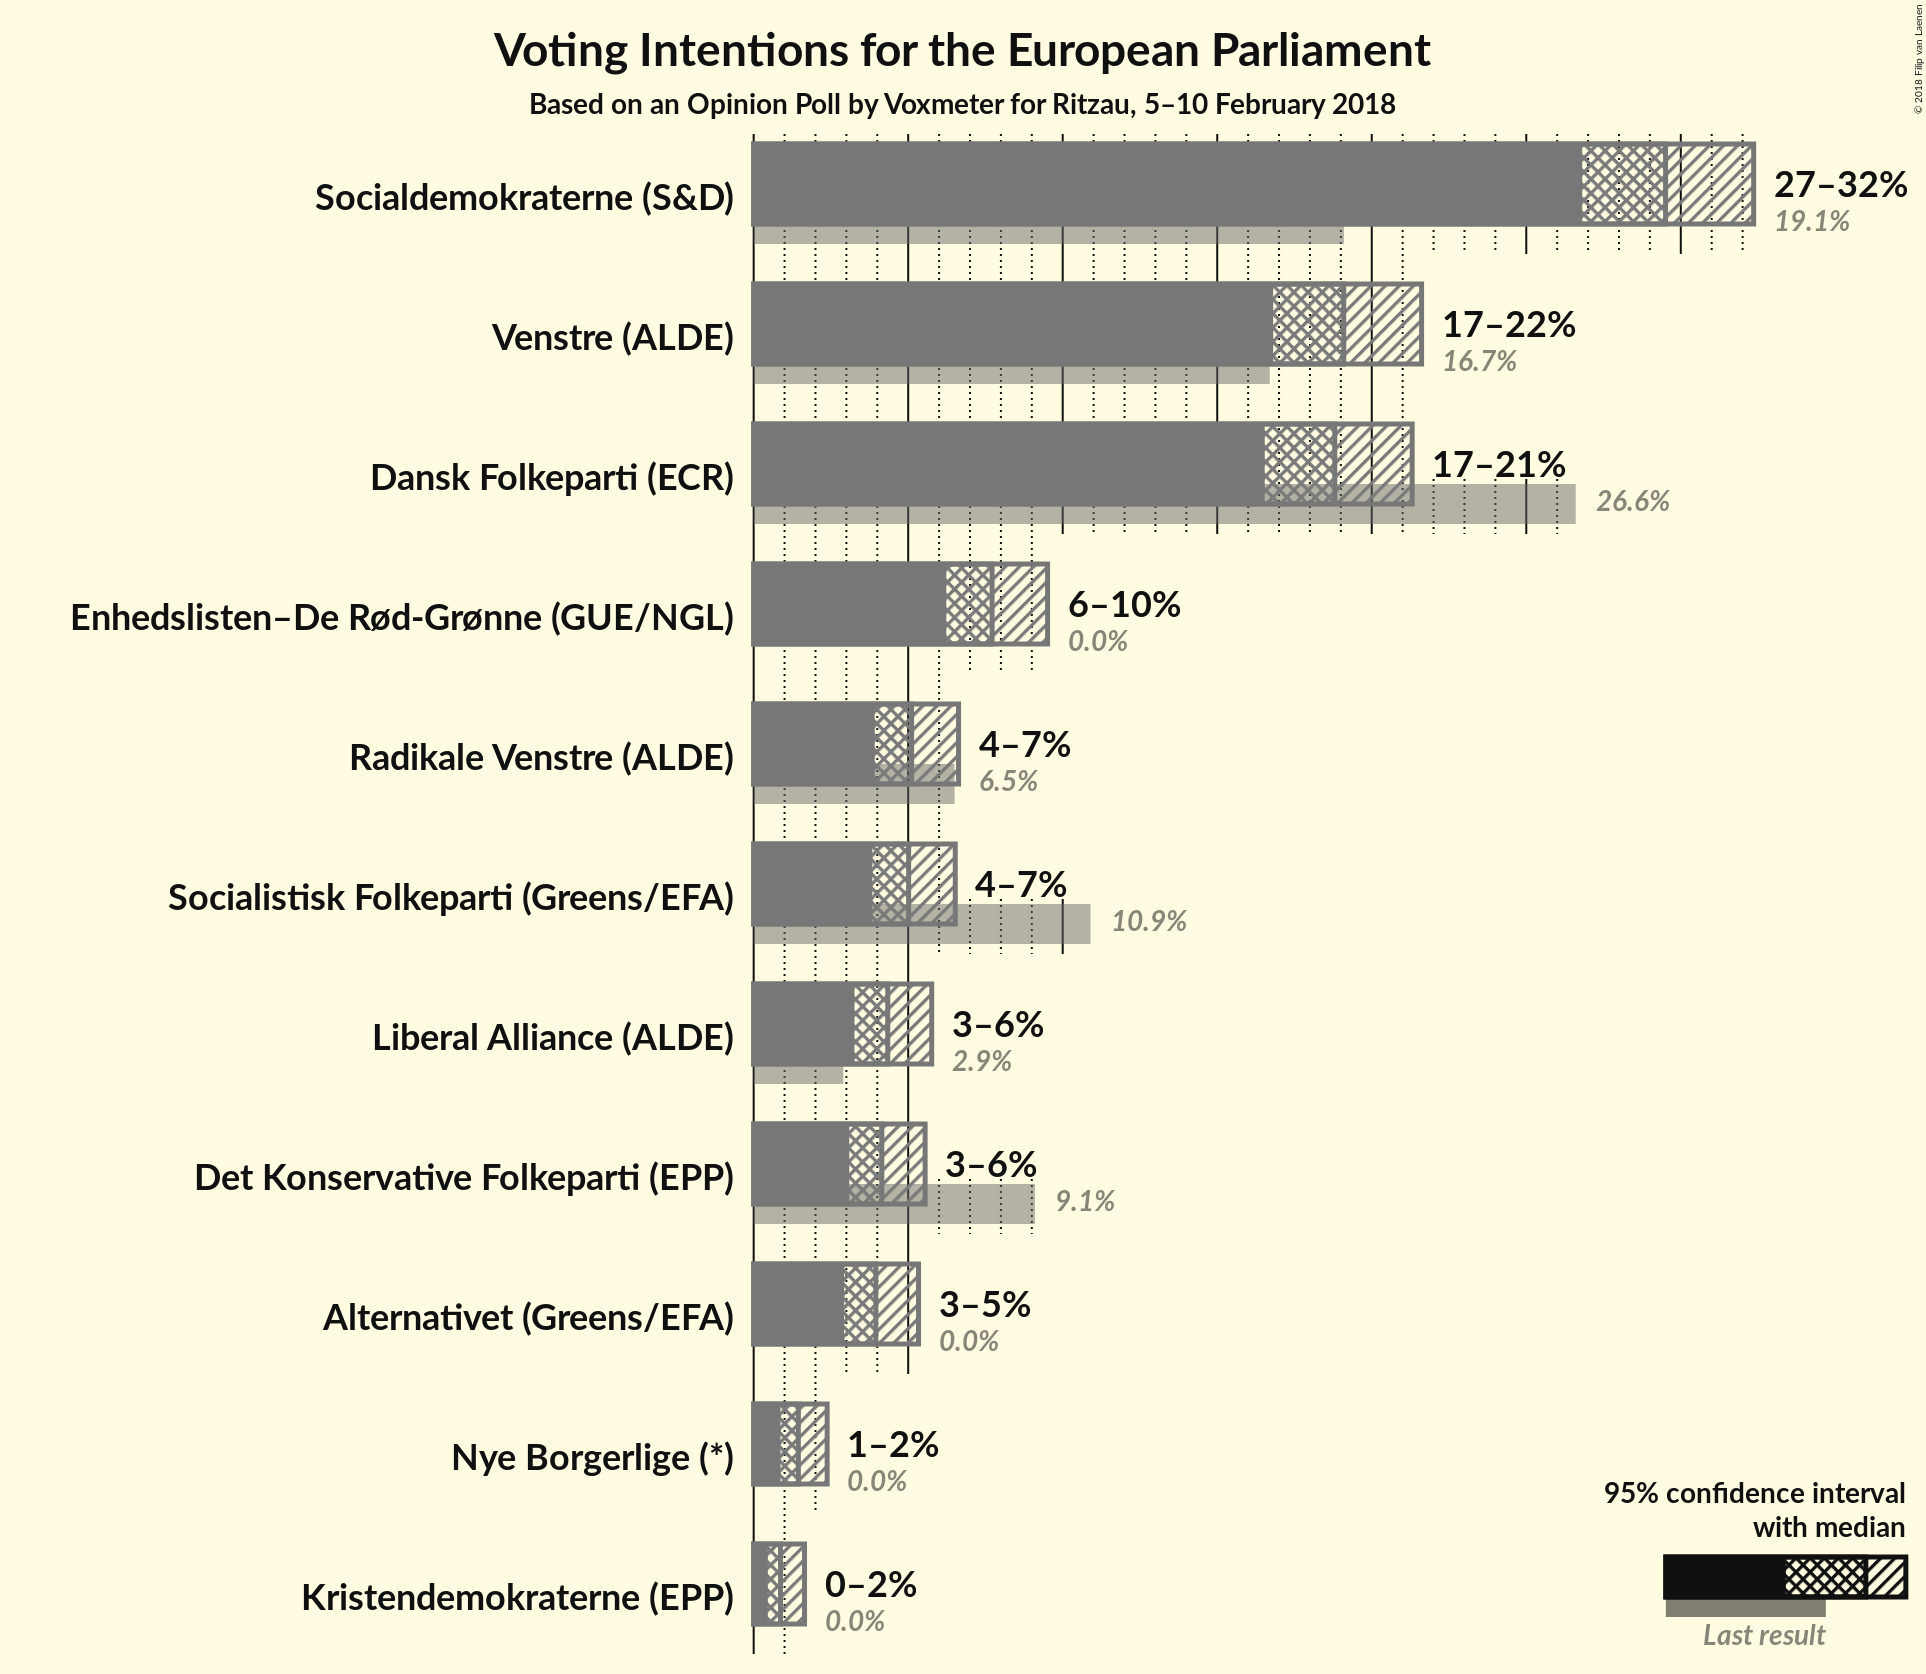 © 2018 Filip van Laenen
Voting Intentions for the European Parliament
Based on an Opinion Poll by Voxmeter for Ritzau, 5–10 February 2018
Socialdemokraterne (S&D)
27–32%
19.1%
Venstre (ALDE)
17–22%
16.7%
Dansk Folkeparti (ECR)
17–21%
26.6%
Enhedslisten–De Rød-Grønne (GUE/NGL)
6–10%
0.0%
Radikale Venstre (ALDE)
4–7%
6.5%
Socialistisk Folkeparti (Greens/EFA)
4–7%
10.9%
Liberal Alliance (ALDE)
3–6%
2.9%
Det Konservative Folkeparti (EPP)
3–6%
9.1%
Alternativet (Greens/EFA)
3–5%
0.0%
Nye Borgerlige (*)
1–2%
0.0%
Kristendemokraterne (EPP)
0–2%
0.0%
95% confidence interval
with median
Last result